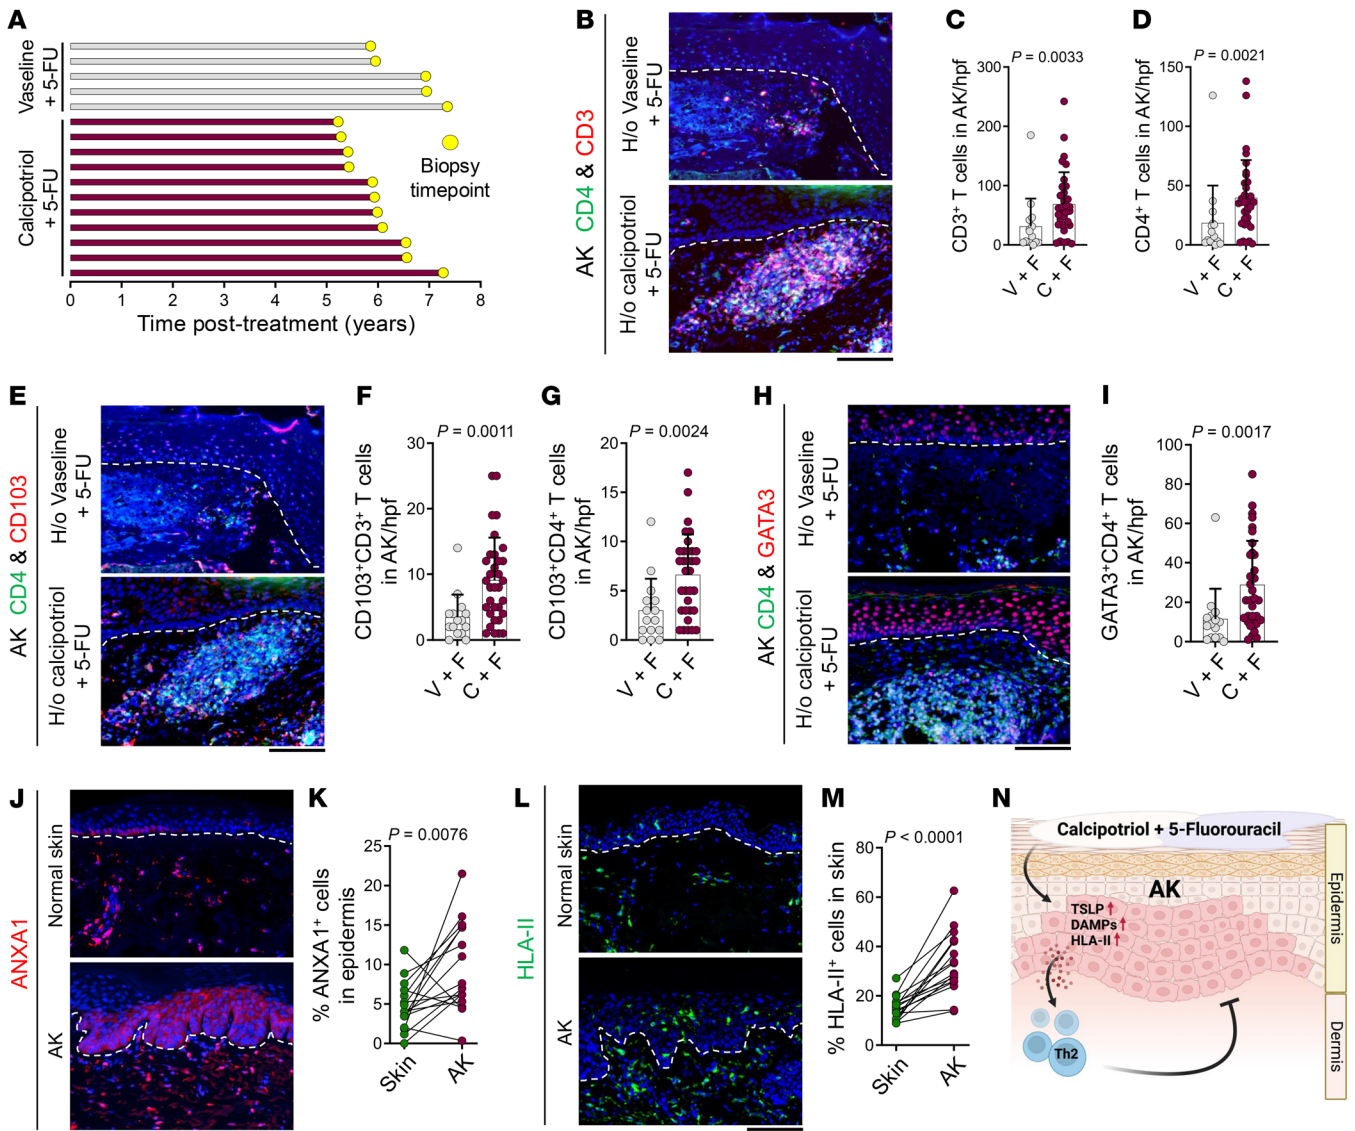 A
Vaseline
+ 5-FU
Calcipotriol
+ 5-FU
Biopsy
timepoint
0 1 2 3 4 5 6 7 8
Time post-treatment (years)
B
AK CD4 & CD3
H/o Vaseline
+ 5-FU
H/o calcipotriol
+ 5-FU
C
P = 0.0033
CD3+ T cells in AK/hpf
300
200
100
0
V + F
C + F
D
P = 0.0021
CD4+ T cells in AK/hpf
150
100
50
0
V + F
C + F
E
AK CD4 & CD103
H/o Vaseline
+ 5-FU
H/o calcipotriol
+ 5-FU
F
P = 0.0011
CD103+CD3+ T cells
in AK/hpf
30
20
10
0
V + F
C + F
G
P = 0.0024
CD103+CD4+ T cells
in AK/hpf
20
15
10
5
0
V + F
C + F
H
AK CD4 & GATA3
H/o Vaseline
+ 5-FU
H/o calcipotriol
+ 5-FU
I
P = 0.0017
GATA3+CD4+ T cells
in AK/hpf
100
80
60
40
20
0
V + F
C + F
J
ANXA1
Normal skin
AK
K
P = 0.0076
% ANXA1+ cells
in epidermis
25
20
15
10
5
0
Skin
AK
L
HLA-II
Normal skin
AK
M
P < 0.0001
% HLA-II+ cells in skin
80
60
40
20
0
Skin
AK
N
Calcipotriol + 5-Fluorouracil
AK
TSLP↑
DAMPs↑
HLA-II↑
Th2
Epidermis
Dermis